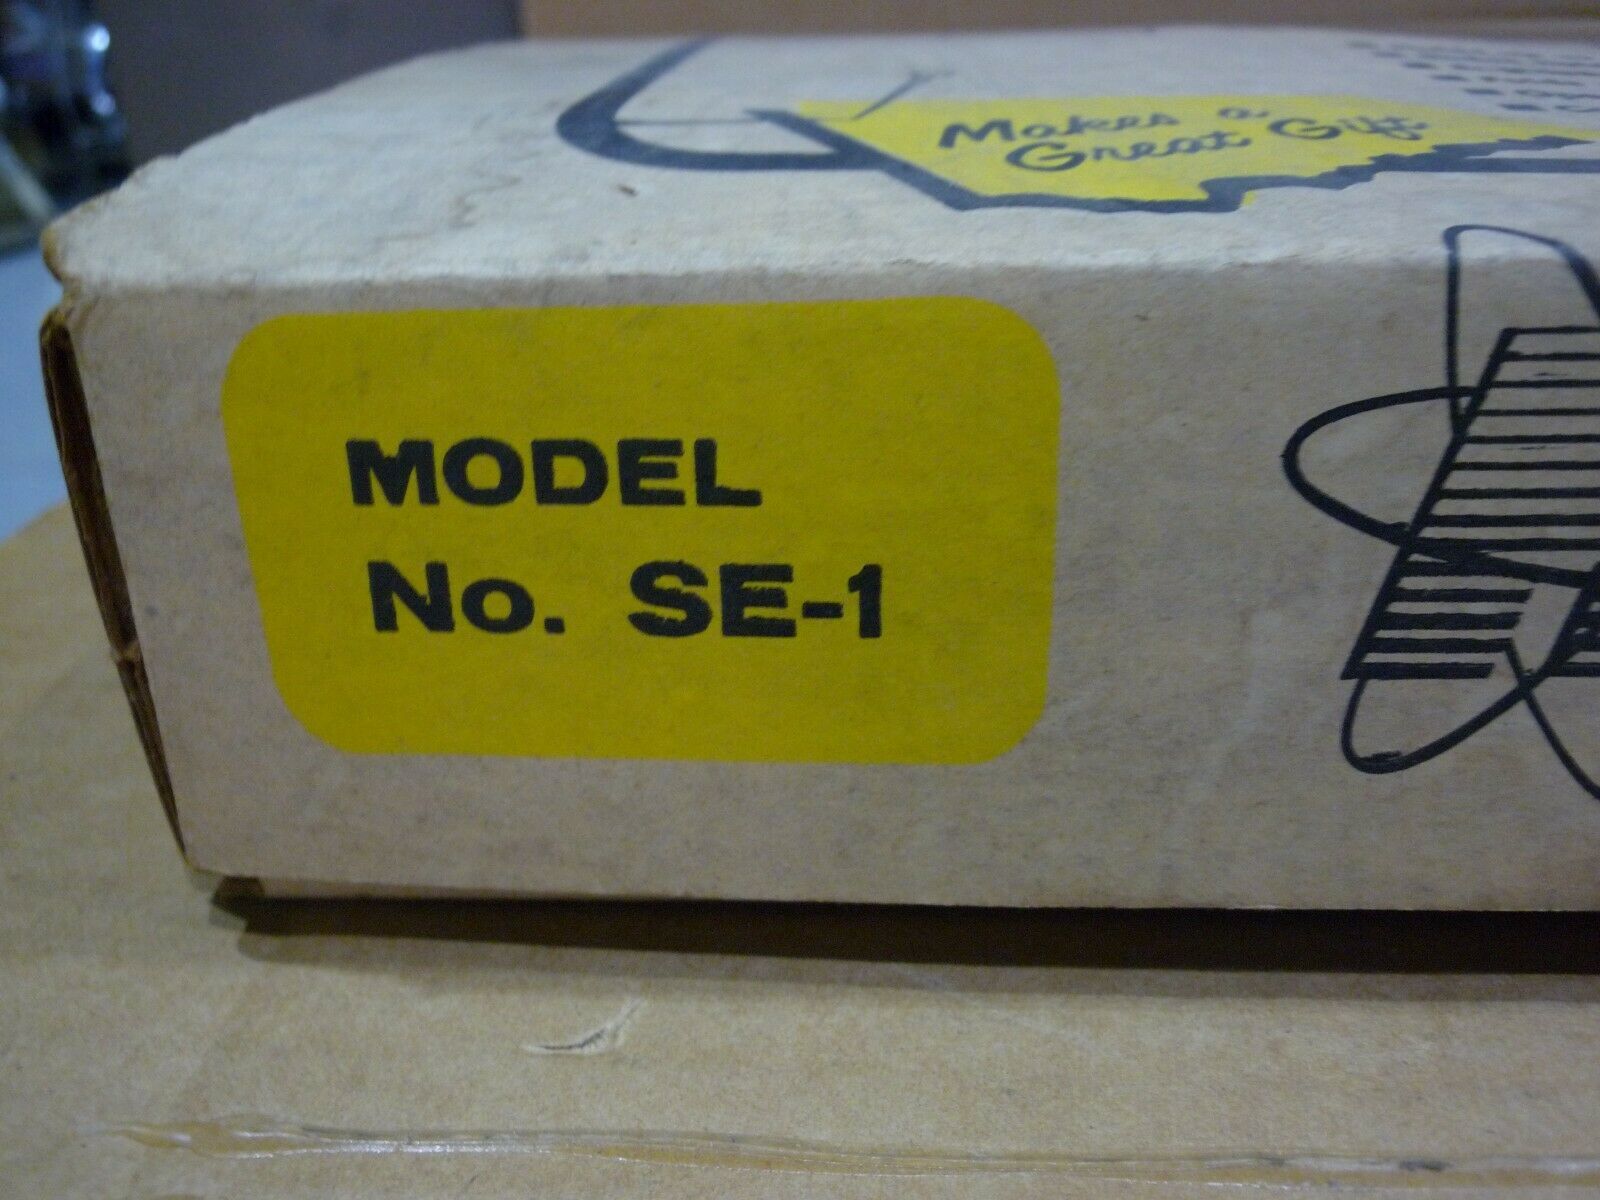 Makes a
Great Gift
MODEL
No. SE-1